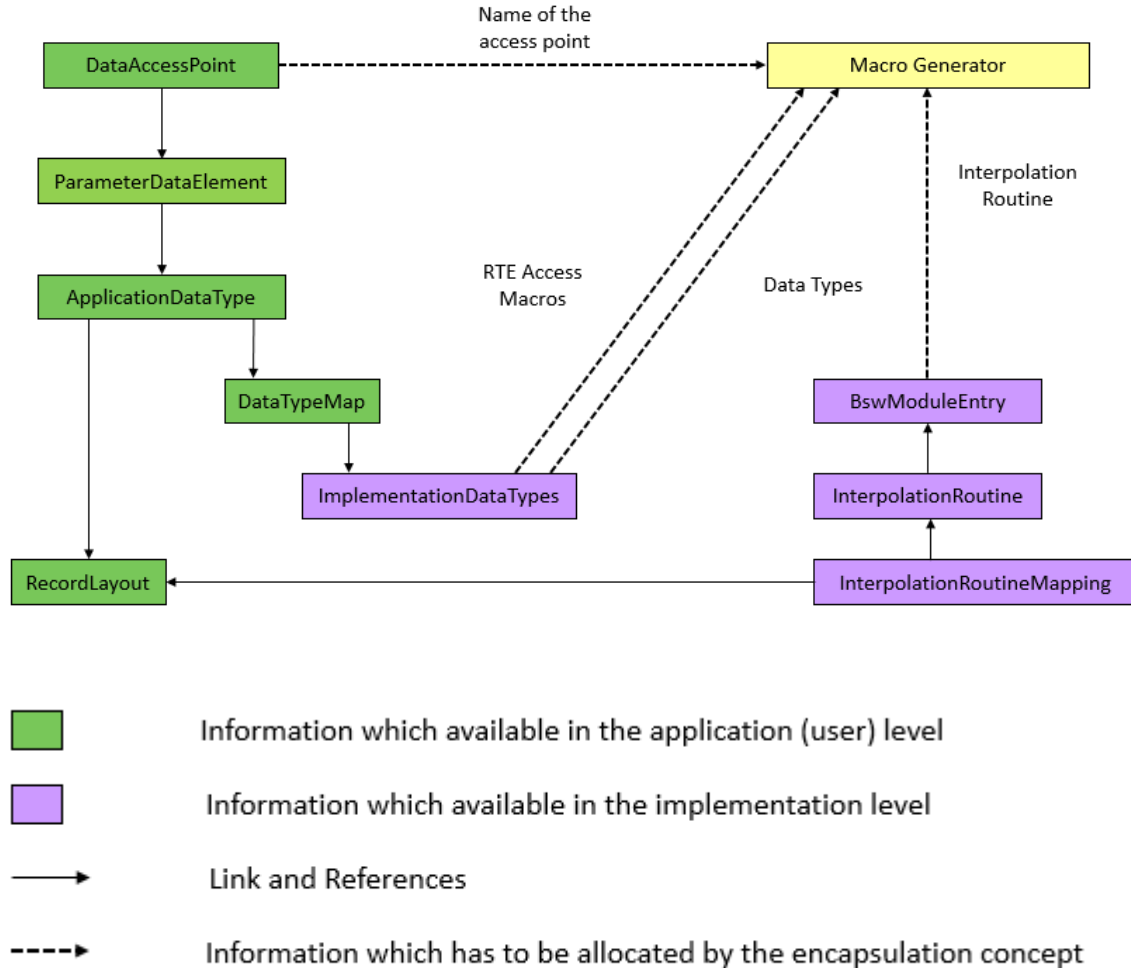 Name of the
access point
DataAccessPoint
Macro Generator
ParameterDataElement
Interpolation
Routine
ApplicationDataType
RTE Access
Macros
Data Types
DataTypeMap
BswModuleEntry
ImplementationDataTypes
InterpolationRoutine
RecordLayout
InterpolationRoutineMapping
Information which available in the application (user) level
Information which available in the implementation level
Link and References
Information which has to be allocated by the encapsulation concept